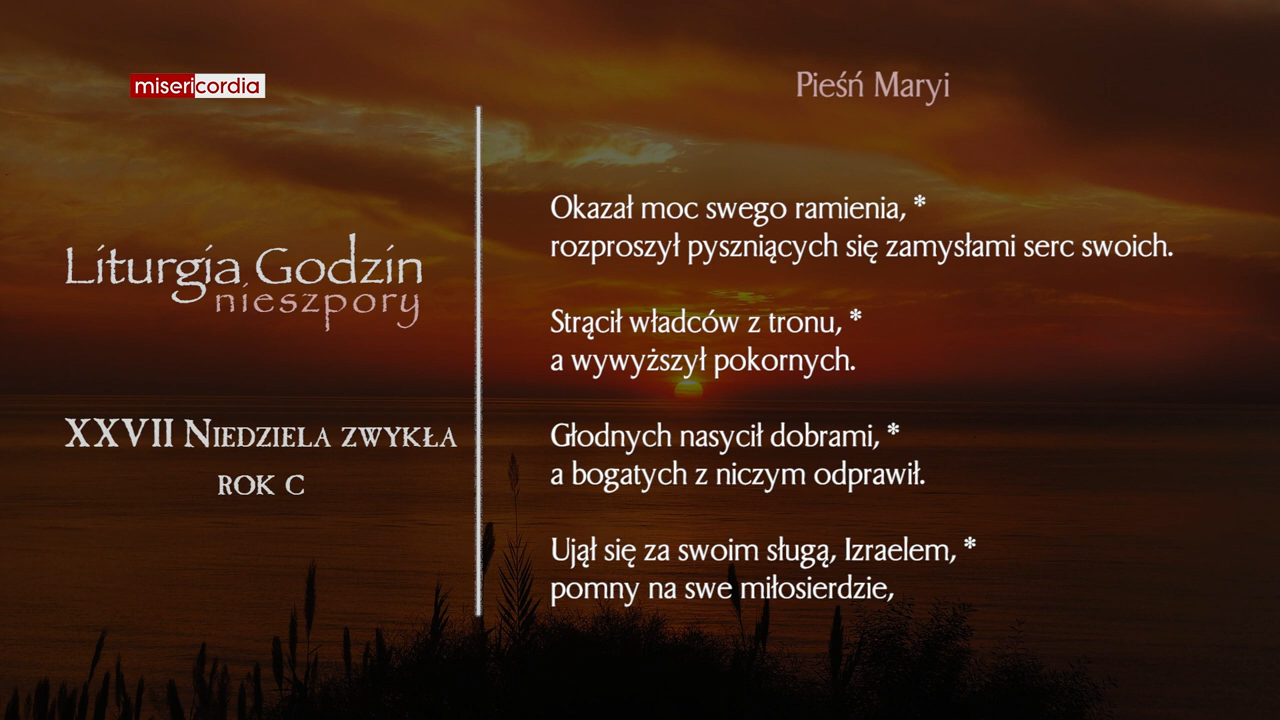 misericordia
Liturgia Godzin
nieszpory
XXVII Niedziela zwykła
rok C
Pieśń Maryi
Okazał moc swego ramienia, *
rozproszył pyszniących się zamysłami serc swoich.
Strącił władców z tronu, *
a wywyższył pokornych.
Głodnych nasycił dobrami, *
a bogatych z niczym odprawił.
Ujął się za swoim sługą, Izraelem, *
pomny na swe miłosierdzie,